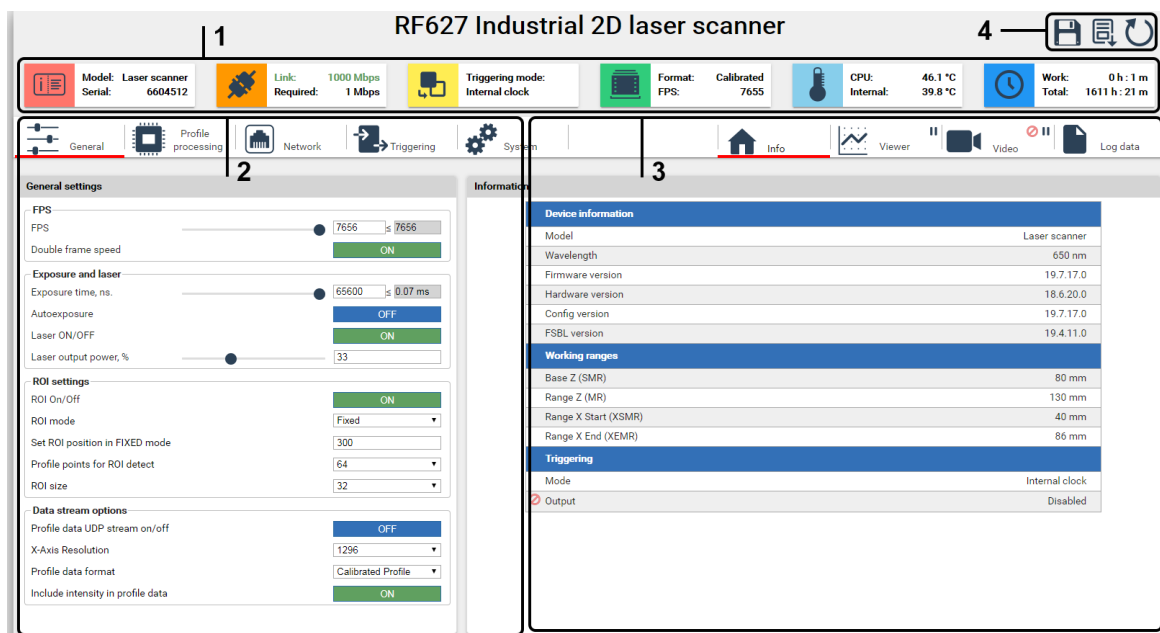 RF627 Industrial 2D laser scanner
1
4
Model: Laser scanner
Serial: 6604512
Link: 1000 Mbps
Required: 1 Mbps
Triggering mode:
Internal clock
Format: Calibrated
FPS: 7655
CPU: 46.1 °C
Internal: 39.8 °C
Work: 0 h : 1 m
Total: 1611 h : 21 m
General
Profile
processing
Network
Triggering
System
Info
Viewer
Video
Log data
2
3
General settings
FPS
FPS 7656 ≤ 7656
Double frame speed ON
Exposure and laser
Exposure time, ns. 65600 ≤ 0.07 ms
Autoexposure OFF
Laser ON/OFF ON
Laser output power, % 33
ROI settings
ROI On/Off ON
ROI mode Fixed
Set ROI position in FIXED mode 300
Profile points for ROI detect 64
ROI size 32
Data stream options
Profile data UDP stream on/off OFF
X-Axis Resolution 1296
Profile data format Calibrated Profile
Include intensity in profile data ON
Information
Device information
Model Laser scanner
Wavelength 650 nm
Firmware version 19.7.17.0
Hardware version 18.6.20.0
Config version 19.7.17.0
FSBL version 19.4.11.0
Working ranges
Base Z (SMR) 80 mm
Range Z (MR) 130 mm
Range X Start (XSMR) 40 mm
Range X End (XEMR) 86 mm
Triggering
Mode Internal clock
Output Disabled